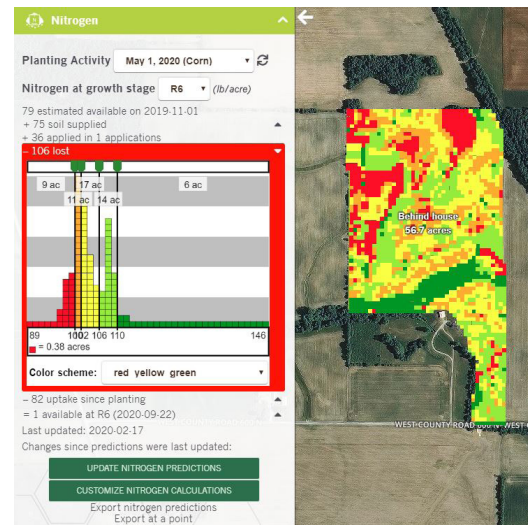 Nitrogen
Planting Activity May 1, 2020 (Corn)
Nitrogen at growth stage R6 (lb/acre)
79 estimated available on 2019-11-01
+ 75 soil supplied
+ 36 applied in 1 applications
– 106 lost
9 ac 17 ac 6 ac
11 ac 14 ac
89 102 106 110 146
= 0.38 acres
Color scheme: red yellow green
– 82 uptake since planting
= 1 available at R6 (2020-09-22)
Last updated: 2020-02-17
Changes since predictions were last updated:
UPDATE NITROGEN PREDICTIONS
CUSTOMIZE NITROGEN CALCULATIONS
Export nitrogen predictions
Export at a point
Behind house
56.7 acres
WEST COUNTY ROAD